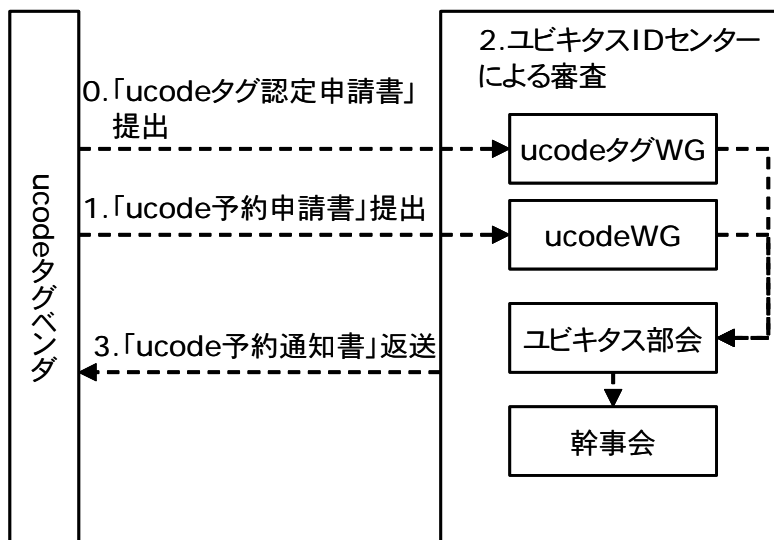 ucodeタグベンダ
0.「ucodeタグ認定申請書」
提出
1.「ucode予約申請書」提出
3.「ucode予約通知書」返送
2.ユビキタスIDセンター
による審査
ucodeタグWG
ucodeWG
ユビキタス部会
幹事会